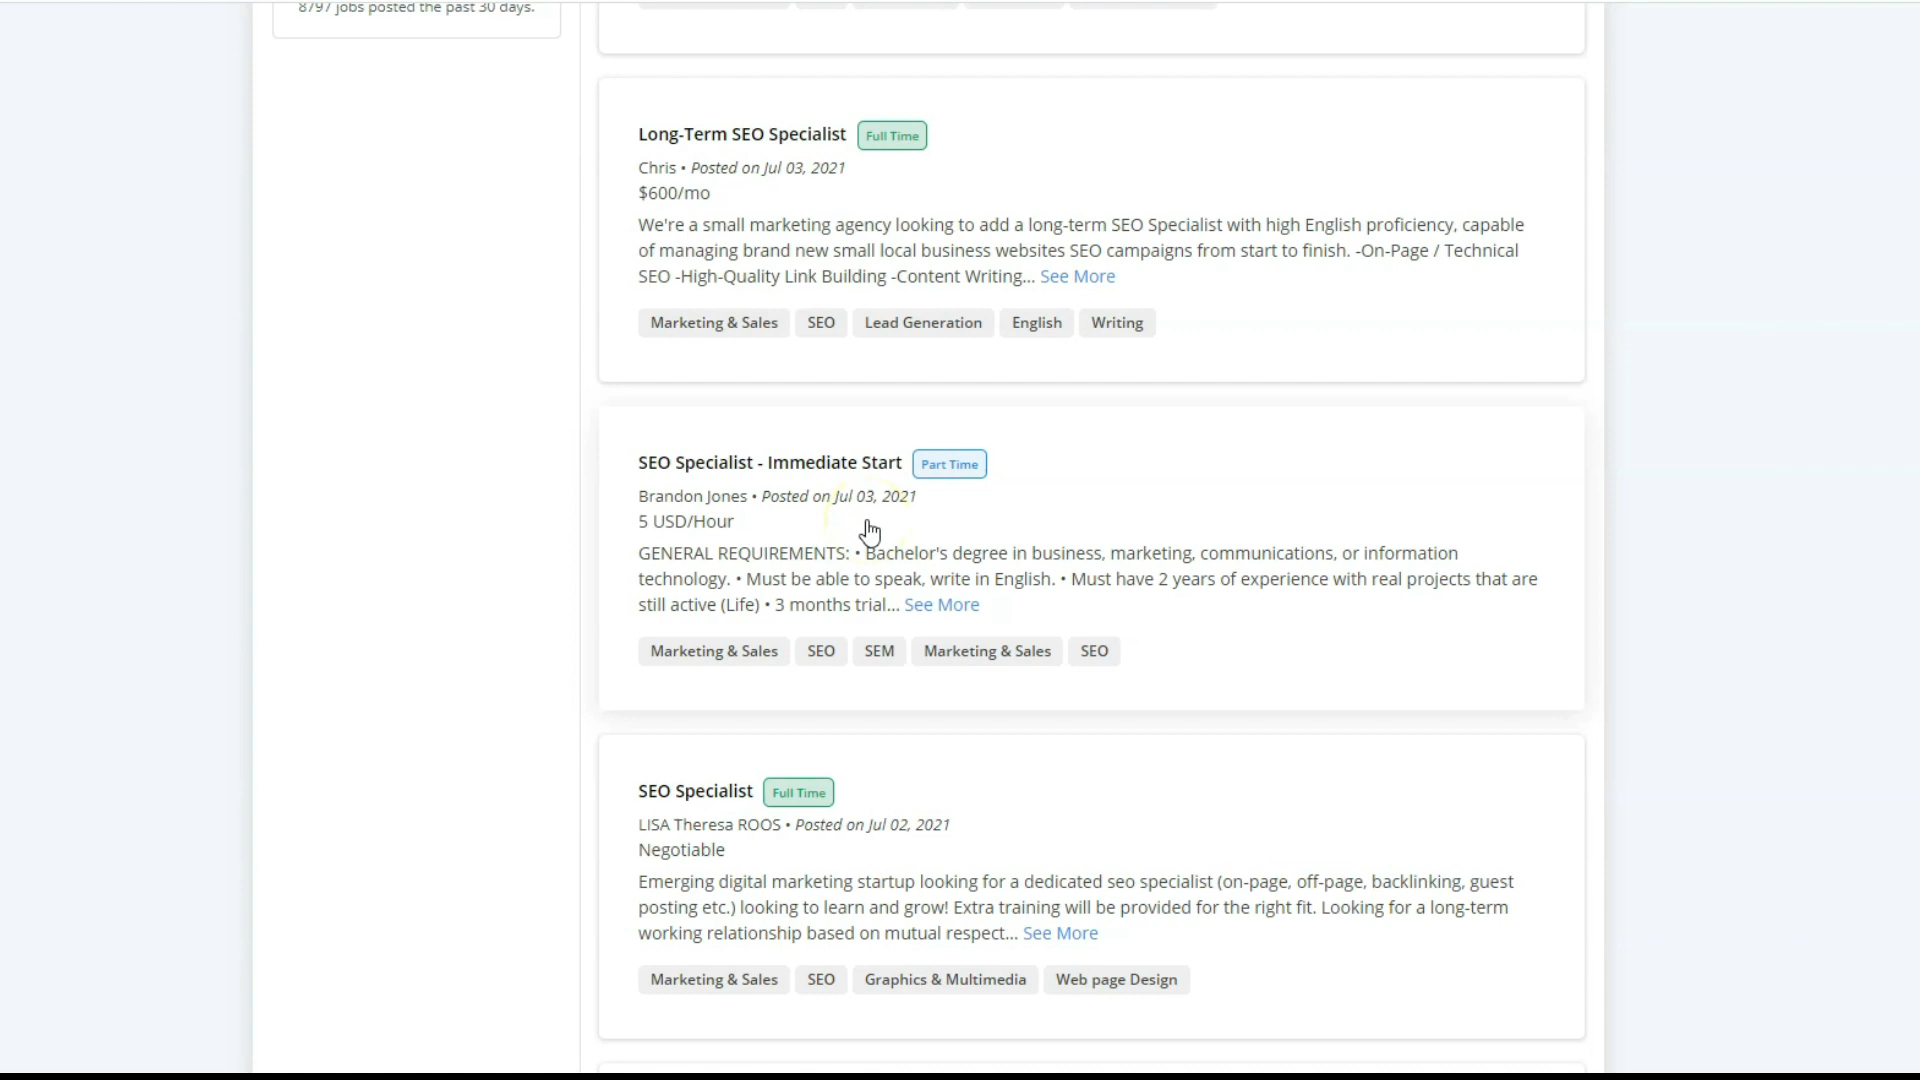 8797 jobs posted the past 30 days.
Long-Term SEO Specialist Full Time
Chris • Posted on Jul 03, 2021
$600/mo
We're a small marketing agency looking to add a long-term SEO Specialist with high English proficiency, capable
of managing brand new small local business websites SEO campaigns from start to finish. -On-Page / Technical
SEO -High-Quality Link Building -Content Writing... See More
Marketing & Sales SEO Lead Generation English Writing
SEO Specialist - Immediate Start Part Time
Brandon Jones • Posted on Jul 03, 2021
5 USD/Hour
GENERAL REQUIREMENTS: • Bachelor's degree in business, marketing, communications, or information
technology. • Must be able to speak, write in English. • Must have 2 years of experience with real projects that are
still active (Life) • 3 months trial... See More
Marketing & Sales SEO SEM Marketing & Sales SEO
SEO Specialist Full Time
LISA Theresa ROOS • Posted on Jul 02, 2021
Negotiable
Emerging digital marketing startup looking for a dedicated seo specialist (on-page, off-page, backlinking, guest
posting etc.) looking to learn and grow! Extra training will be provided for the right fit. Looking for a long-term
working relationship based on mutual respect... See More
Marketing & Sales SEO Graphics & Multimedia Web page Design